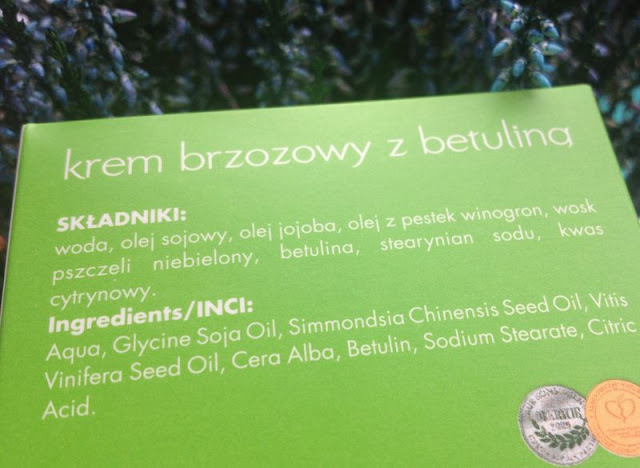 krem brzozowy z betuliną
SKŁADNIKI:
woda, olej sojowy, olej jojoba, olej z pestek winogron, wosk
pszczeli niebielony, betulina, stearynian sodu, kwas
cytrynowy.
Ingredients/INCI:
Aqua, Glycine Soja Oil, Simmondsia Chinensis Seed Oil, Vitis
Vinifera Seed Oil, Cera Alba, Betulin, Sodium Stearate, Citric
Acid.